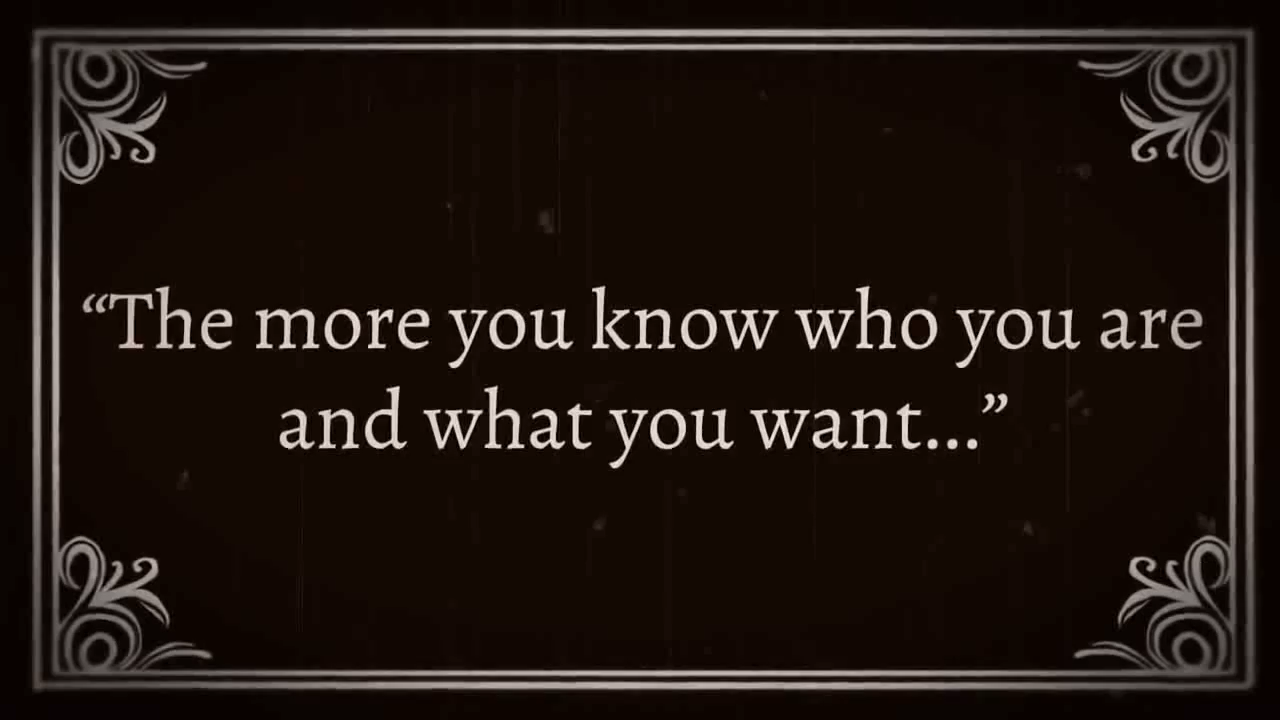 “The more you know who you are
and what you want...”